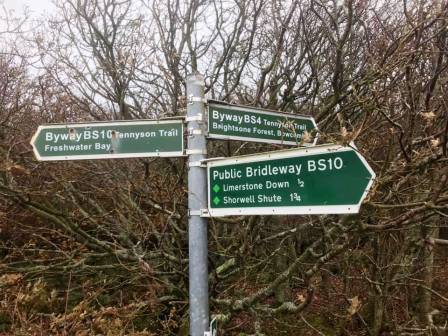 Byway BS10 Tennyson Trail
Freshwater Bay
Byway BS4 Tennyson Trail
Brightsone Forest, Bowcombe
Public Bridleway BS10
Limerstone Down ½
Shorwell Shute 1¾